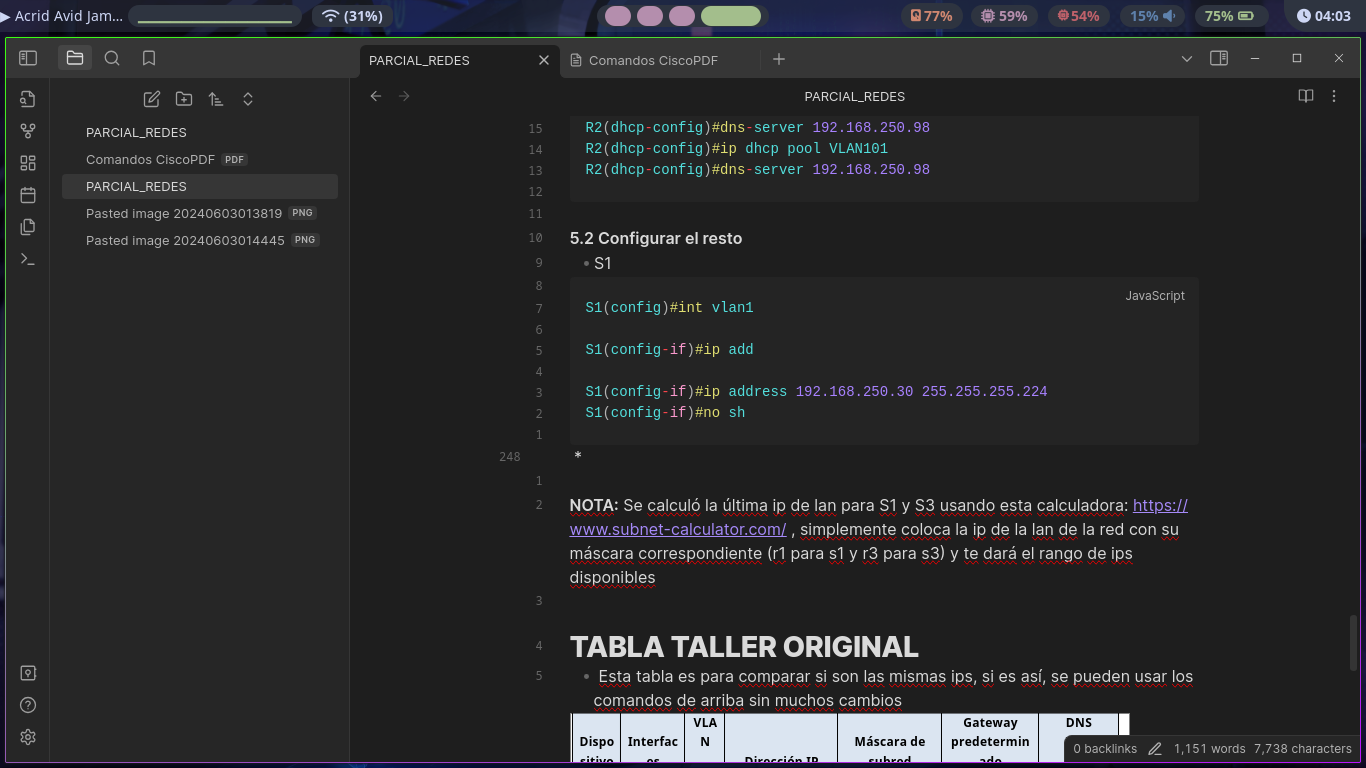 ▶ Acrid Avid Jam... (31%) 77% 59% 54% 15% 75% 04:03
PARCIAL_REDES Comandos CiscoPDF
PARCIAL_REDES
PARCIAL_REDES
Comandos CiscoPDF PDF
PARCIAL_REDES
Pasted image 20240603013819 PNG
Pasted image 20240603014445 PNG
15 R2(dhcp-config)#dns-server 192.168.250.98
14 R2(dhcp-config)#ip dhcp pool VLAN101
13 R2(dhcp-config)#dns-server 192.168.250.98
12
11
10 5.2 Configurar el resto
9 • S1
8
JavaScript
7 S1(config)#int vlan1
6
5 S1(config-if)#ip add
4
3 S1(config-if)#ip address 192.168.250.30 255.255.255.224
2 S1(config-if)#no sh
1
248 *
1
2 NOTA: Se calculó la última ip de lan para S1 y S3 usando esta calculadora: https://
www.subnet-calculator.com/ , simplemente coloca la ip de la lan de la red con su
máscara correspondiente (r1 para s1 y r3 para s3) y te dará el rango de ips
disponibles
3
4 TABLA TALLER ORIGINAL
5 • Esta tabla es para comparar si son las mismas ips, si es así, se pueden usar los
comandos de arriba sin muchos cambios
VLA Gateway DNS
Dispo Interfac N Máscara de predetermin
sitivo es Dirección IP subred ado
0 backlinks 1,151 words 7,738 characters